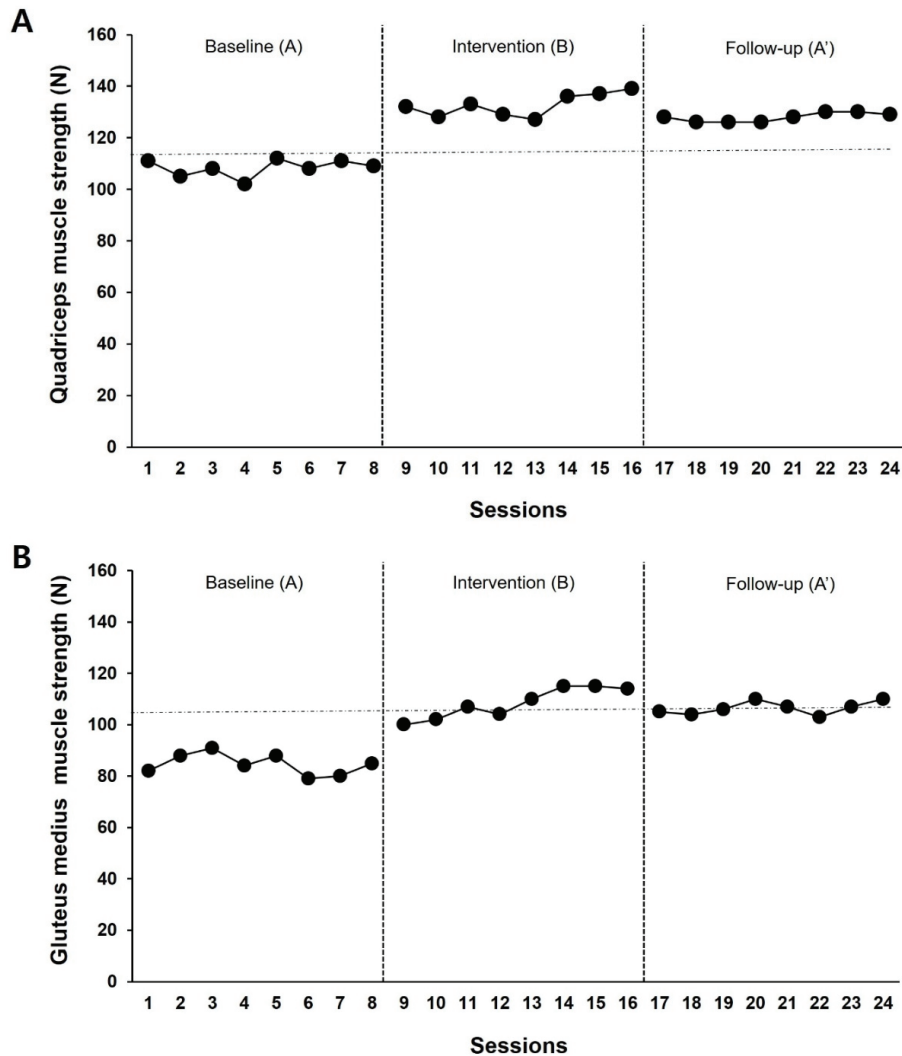 A
Quadriceps muscle strength (N)
160
140
120
100
80
60
40
20
0
Baseline (A)
Intervention (B)
Follow-up (A’)
1 2 3 4 5 6 7 8 9 10 11 12 13 14 15 16 17 18 19 20 21 22 23 24
Sessions
B
Gluteus medius muscle strength (N)
160
140
120
100
80
60
40
20
0
Baseline (A)
Intervention (B)
Follow-up (A’)
1 2 3 4 5 6 7 8 9 10 11 12 13 14 15 16 17 18 19 20 21 22 23 24
Sessions